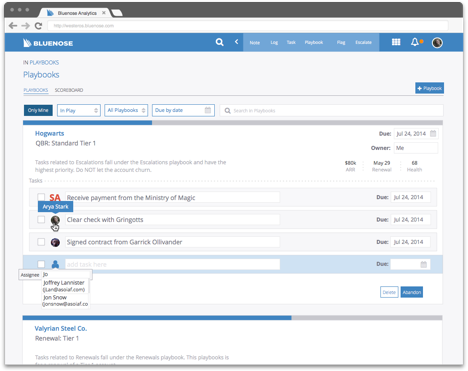 Bluenose Analytics
http://westeros.bluenose.com
BLUENOSE
Note Log Task Playbook Play Escalate
IN PLAYBOOKS
Playbooks
+ Playbook
PLAYBOOKS SCOREBOARD
Only Mine In Play All Playbooks Due by date Search in Playbooks
Hogwarts
Due: Jul 24, 2014
QBR: Standard Tier 1
Owner: Me
Tasks related to Escalations fall under the Escalations playbook and have the
highest priority. Do NOT let the account churn.
$80k May 29 68
ARR Renewal Health
Tasks
SA Receive payment from the Ministry of Magic Due: Jul 24, 2014
Arya Stark
Clear check with Gringotts Due: Jul 24, 2014
Signed contract from Garrick Ollivander Due: Jul 24, 2014
add task here Due:
Assignee Jo
Joffrey Lannister
(jLan@asoiaf.com)
Jon Snow
(jonsnow@asoiaf.co
Delete Abandon
Valyrian Steel Co.
Renewal: Tier 1
Tasks related to Renewals fall under the Renewals playbook. This playbooks is